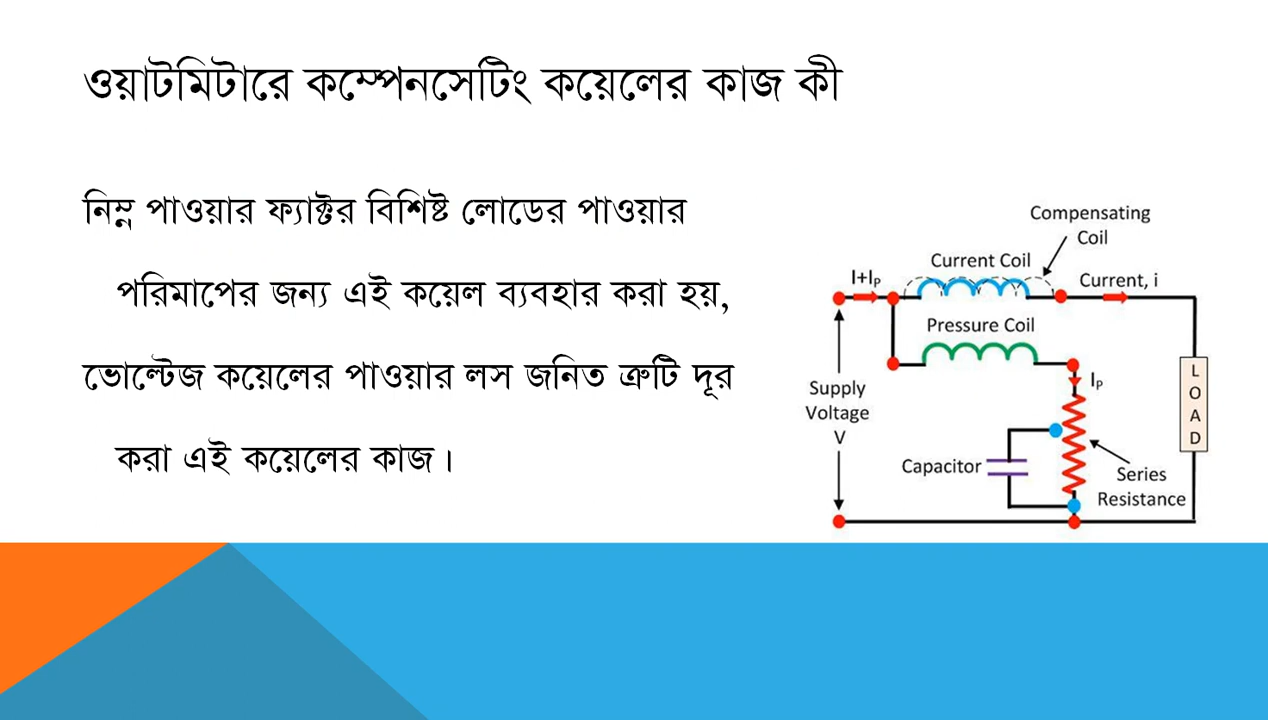 ওয়াটমিটারে কম্পেনসেটিং কয়েলের কাজ কী
নিম্ন পাওয়ার ফ্যাক্টর বিশিষ্ট লোডের পাওয়ার
পরিমাপের জন্য এই কয়েল ব্যবহার করা হয়,
ভোল্টেজ কয়েলের পাওয়ার লস জনিত ত্রুটি দূর
করা এই কয়েলের কাজ।
Compensating
Coil
Current Coil
I+Iₚ
Current, i
Pressure Coil
Iₚ
Supply
Voltage
V
L
O
A
D
Capacitor
Series
Resistance